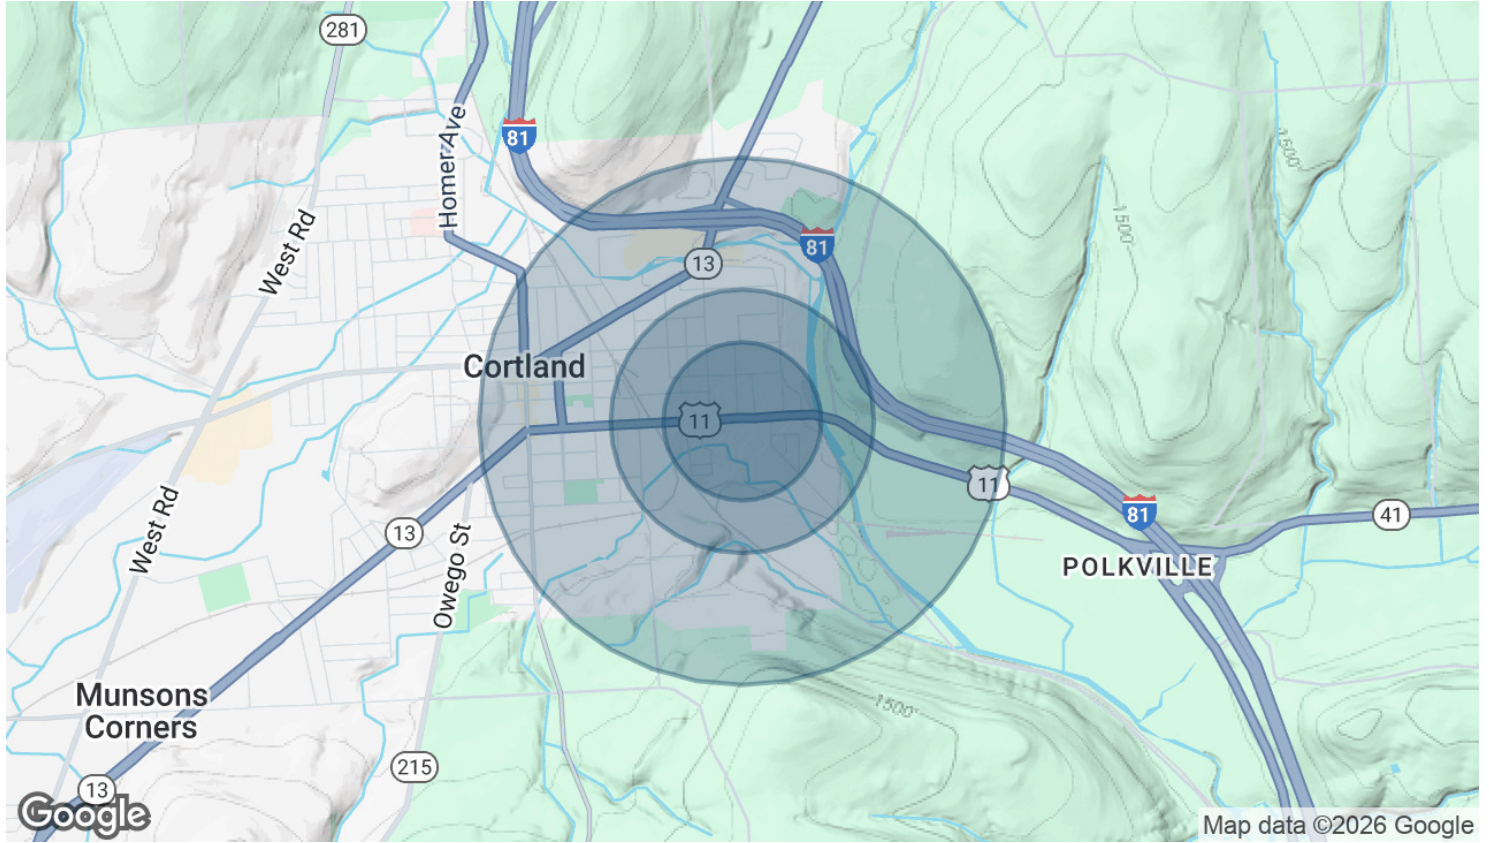 281
81
Homer Ave
1500'
West Rd
1500'
81
13
Cortland
11
11
81
41
West Rd
13
Owego St
POLKVILLE
Munsons
Corners
1500'
215
13
Google
Map data ©2026 Google